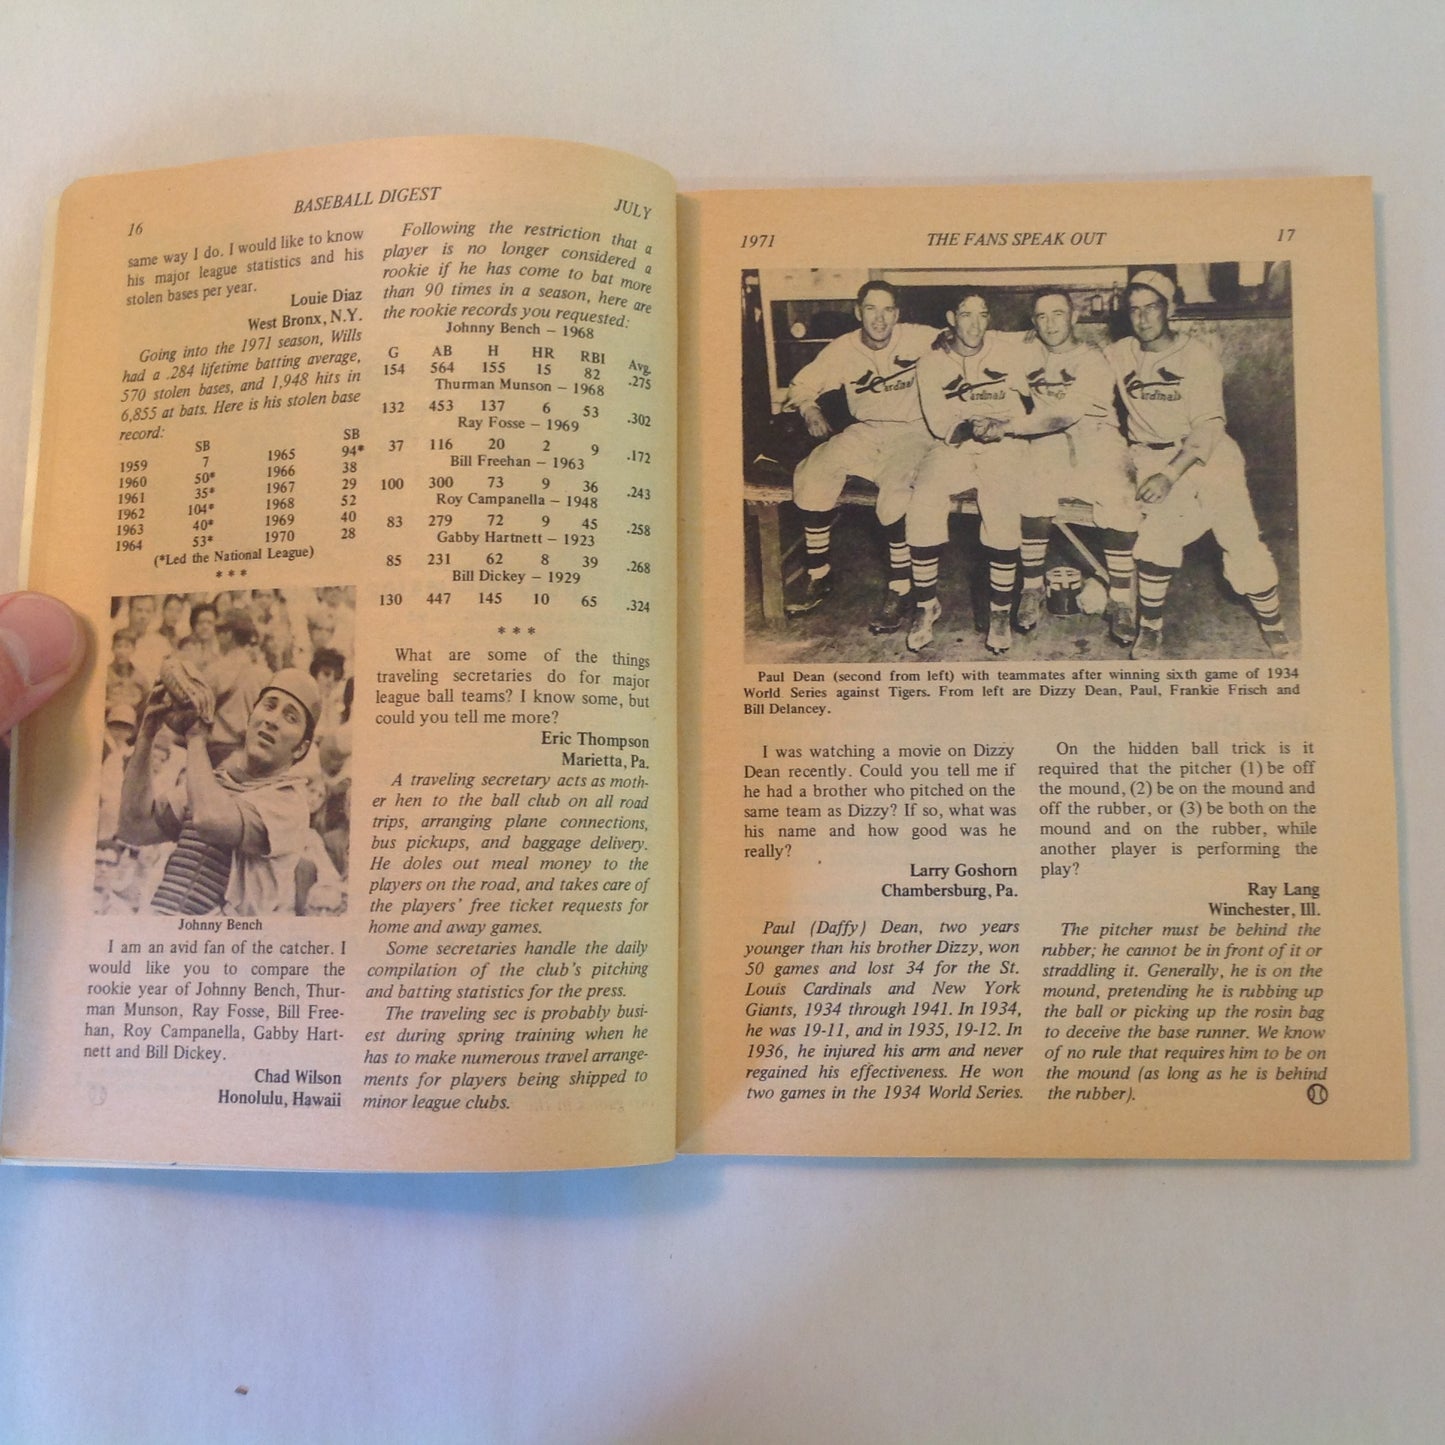 16
BASEBALL DIGEST
JULY
same way I do. I would like to know
his major league statistics and his
stolen bases per year.
Louie Diaz
West Bronx, N.Y.
Going into the 1971 season, Wills
had a .284 lifetime batting average,
570 stolen bases, and 1,948 hits in
6,855 at bats. Here is his stolen base
record:
SB SB
1959 7 1965 94*
1960 50* 1966 38
1961 35* 1967 29
1962 104* 1968 52
1963 40* 1969 40
1964 53* 1970 28
(*Led the National League)
* * *
Johnny Bench
I am an avid fan of the catcher. I
would like you to compare the
rookie year of Johnny Bench, Thur-
man Munson, Ray Fosse, Bill Free-
han, Roy Campanella, Gabby Hart-
nett and Bill Dickey.
Chad Wilson
Honolulu, Hawaii
Following the restriction that a
player is no longer considered a
rookie if he has come to bat more
than 90 times in a season, here are
the rookie records you requested:
Johnny Bench – 1968
G AB H HR RBI Avg.
154 564 155 15 82 .275
Thurman Munson – 1968
132 453 137 6 53 .302
Ray Fosse – 1969
37 116 20 2 9 .172
Bill Freehan – 1963
100 300 73 9 36 .243
Roy Campanella – 1948
83 279 72 9 45 .258
Gabby Hartnett – 1923
85 231 62 8 39 .268
Bill Dickey – 1929
130 447 145 10 65 .324
* * *
What are some of the things
traveling secretaries do for major
league ball teams? I know some, but
could you tell me more?
Eric Thompson
Marietta, Pa.
A traveling secretary acts as moth-
er hen to the ball club on all road
trips, arranging plane connections,
bus pickups, and baggage delivery.
He doles out meal money to the
players on the road, and takes care of
the players' free ticket requests for
home and away games.
Some secretaries handle the daily
compilation of the club's pitching
and batting statistics for the press.
The traveling sec is probably busi-
est during spring training when he
has to make numerous travel arrange-
ments for players being shipped to
minor league clubs.
1971
THE FANS SPEAK OUT
17
Cardinals
Cardinals
Cardinals
Cardinals
Paul Dean (second from left) with teammates after winning sixth game of 1934
World Series against Tigers. From left are Dizzy Dean, Paul, Frankie Frisch and
Bill Delancey.
I was watching a movie on Dizzy
Dean recently. Could you tell me if
he had a brother who pitched on the
same team as Dizzy? If so, what was
his name and how good was he
really?
Larry Goshorn
Chambersburg, Pa.
Paul (Daffy) Dean, two years
younger than his brother Dizzy, won
50 games and lost 34 for the St.
Louis Cardinals and New York
Giants, 1934 through 1941. In 1934,
he was 19-11, and in 1935, 19-12. In
1936, he injured his arm and never
regained his effectiveness. He won
two games in the 1934 World Series.
On the hidden ball trick is it
required that the pitcher (1) be off
the mound, (2) be on the mound and
off the rubber, or (3) be both on the
mound and on the rubber, while
another player is performing the
play?
Ray Lang
Winchester, Ill.
The pitcher must be behind the
rubber; he cannot be in front of it or
straddling it. Generally, he is on the
mound, pretending he is rubbing up
the ball or picking up the rosin bag
to deceive the base runner. We know
of no rule that requires him to be on
the mound (as long as he is behind
the rubber).